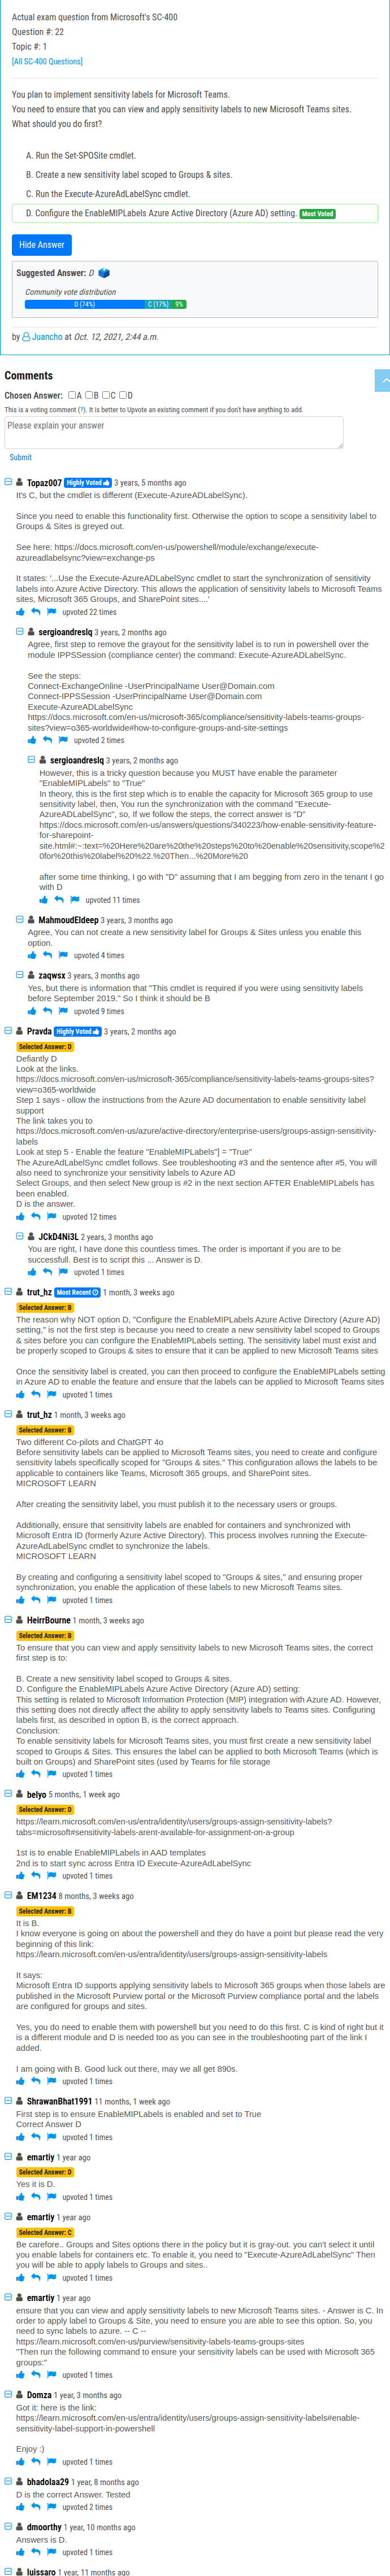 Actual exam question from Microsoft's SC-400
Question #: 22
Topic #: 1
[All SC-400 Questions]
You plan to implement sensitivity labels for Microsoft Teams.
You need to ensure that you can view and apply sensitivity labels to new Microsoft Teams sites.
What should you do first?
A. Run the Set-SPOSite cmdlet.
B. Create a new sensitivity label scoped to Groups & sites.
C. Run the Execute-AzureAdLabelSync cmdlet.
D. Configure the EnableMIPLabels Azure Active Directory (Azure AD) setting. Most Voted
Hide Answer
Suggested Answer: D
Community vote distribution
D (74%) C (17%) 9%
by Juancho at Oct. 12, 2021, 2:44 a.m.
Comments
Chosen Answer: A B C D
This is a voting comment (?). It is better to Upvote an existing comment if you don't have anything to add.
Please explain your answer
Submit
Topaz007 Highly Voted 3 years, 5 months ago
It's C, but the cmdlet is different (Execute-AzureADLabelSync).
Since you need to enable this functionality first. Otherwise the option to scope a sensitivity label to
Groups & Sites is greyed out.
See here: https://docs.microsoft.com/en-us/powershell/module/exchange/execute-
azureadlabelsync?view=exchange-ps
It states: '...Use the Execute-AzureADLabelSync cmdlet to start the synchronization of sensitivity
labels into Azure Active Directory. This allows the application of sensitivity labels to Microsoft Teams
sites, Microsoft 365 Groups, and SharePoint sites....'
upvoted 22 times
sergioandreslq 3 years, 2 months ago
Agree, first step to remove the grayout for the sensitivity label is to run in powershell over the
module IPPSSession (compliance center) the command: Execute-AzureADLabelSync.
See the steps:
Connect-ExchangeOnline -UserPrincipalName User@Domain.com
Connect-IPPSSession -UserPrincipalName User@Domain.com
Execute-AzureADLabelSync
https://docs.microsoft.com/en-us/microsoft-365/compliance/sensitivity-labels-teams-groups-
sites?view=o365-worldwide#how-to-configure-groups-and-site-settings
upvoted 2 times
sergioandreslq 3 years, 2 months ago
However, this is a tricky question because you MUST have enable the parameter
"EnableMIPLabels" to "True"
In theory, this is the first step which is to enable the capacity for Microsoft 365 group to use
sensitivity label, then, You run the synchronization with the command "Execute-
AzureADLabelSync", so, If we follow the steps, the correct answer is "D"
https://docs.microsoft.com/en-us/answers/questions/340223/how-enable-sensitivity-feature-
for-sharepoint-
site.html#:~:text=%20Here%20are%20the%20steps%20to%20enable%20sensitivity,scope%2
0for%20this%20label%20%22.%20Then...%20More%20
after some time thinking, I go with "D" assuming that I am begging from zero in the tenant I go
with D
upvoted 11 times
MahmoudEldeep 3 years, 3 months ago
Agree, You can not create a new sensitivity label for Groups & Sites unless you enable this
option.
upvoted 4 times
zaqwsx 3 years, 3 months ago
Yes, but there is information that "This cmdlet is required if you were using sensitivity labels
before September 2019." So I think it should be B
upvoted 9 times
Pravda Highly Voted 3 years, 2 months ago
Selected Answer: D
Defiantly D
Look at the links.
https://docs.microsoft.com/en-us/microsoft-365/compliance/sensitivity-labels-teams-groups-sites?
view=o365-worldwide
Step 1 says - ollow the instructions from the Azure AD documentation to enable sensitivity label
support
The link takes you to
https://docs.microsoft.com/en-us/azure/active-directory/enterprise-users/groups-assign-sensitivity-
labels
Look at step 5 - Enable the feature "EnableMIPLabels"] = "True"
The AzureAdLabelSync cmdlet follows. See troubleshooting #3 and the sentence after #5, You will
also need to synchronize your sensitivity labels to Azure AD
Select Groups, and then select New group is #2 in the next section AFTER EnableMIPLabels has
been enabled.
D is the answer.
upvoted 12 times
JCkD4Ni3L 2 years, 3 months ago
You are right, I have done this countless times. The order is important if you are to be
successful. Best is to script this ... Answer is D.
upvoted 1 times
trut_hz Most Recent 1 month, 3 weeks ago
Selected Answer: B
The reason why NOT option D, "Configure the EnableMIPLabels Azure Active Directory (Azure AD)
setting," is not the first step is because you need to create a new sensitivity label scoped to Groups
& sites before you can configure the EnableMIPLabels setting. The sensitivity label must exist and
be properly scoped to Groups & sites to ensure that it can be applied to new Microsoft Teams sites
Once the sensitivity label is created, you can then proceed to configure the EnableMIPLabels setting
in Azure AD to enable the feature and ensure that the labels can be applied to Microsoft Teams sites
upvoted 1 times
trut_hz 1 month, 3 weeks ago
Selected Answer: B
Two different Co-pilots and ChatGPT 4o
Before sensitivity labels can be applied to Microsoft Teams sites, you need to create and configure
sensitivity labels specifically scoped for "Groups & sites." This configuration allows the labels to be
applicable to containers like Teams, Microsoft 365 groups, and SharePoint sites.
MICROSOFT LEARN
After creating the sensitivity label, you must publish it to the necessary users or groups.
Additionally, ensure that sensitivity labels are enabled for containers and synchronized with
Microsoft Entra ID (formerly Azure Active Directory). This process involves running the Execute-
AzureAdLabelSync cmdlet to synchronize the labels.
MICROSOFT LEARN
By creating and configuring a sensitivity label scoped to "Groups & sites," and ensuring proper
synchronization, you enable the application of these labels to new Microsoft Teams sites.
upvoted 1 times
HeirrBourne 1 month, 3 weeks ago
Selected Answer: B
To ensure that you can view and apply sensitivity labels to new Microsoft Teams sites, the correct
first step is to:
B. Create a new sensitivity label scoped to Groups & sites.
D. Configure the EnableMIPLabels Azure Active Directory (Azure AD) setting:
This setting is related to Microsoft Information Protection (MIP) integration with Azure AD. However,
this setting does not directly affect the ability to apply sensitivity labels to Teams sites. Configuring
labels first, as described in option B, is the correct approach.
Conclusion:
To enable sensitivity labels for Microsoft Teams sites, you must first create a new sensitivity label
scoped to Groups & Sites. This ensures the label can be applied to both Microsoft Teams (which is
built on Groups) and SharePoint sites (used by Teams for file storage
upvoted 1 times
belyo 5 months, 1 week ago
Selected Answer: D
https://learn.microsoft.com/en-us/entra/identity/users/groups-assign-sensitivity-labels?
tabs=microsoft#sensitivity-labels-arent-available-for-assignment-on-a-group
1st is to enable EnableMIPLabels in AAD templates
2nd is to start sync across Entra ID Execute-AzureAdLabelSync
upvoted 1 times
EM1234 8 months, 3 weeks ago
Selected Answer: B
It is B.
I know everyone is going on about the powershell and they do have a point but please read the very
beginning of this link:
https://learn.microsoft.com/en-us/entra/identity/users/groups-assign-sensitivity-labels
It says:
Microsoft Entra ID supports applying sensitivity labels to Microsoft 365 groups when those labels are
published in the Microsoft Purview portal or the Microsoft Purview compliance portal and the labels
are configured for groups and sites.
Yes, you do need to enable them with powershell but you need to do this first. C is kind of right but it
is a different module and D is needed too as you can see in the troubleshooting part of the link I
added.
I am going with B. Good luck out there, may we all get 890s.
upvoted 1 times
ShrawanBhat1991 11 months, 1 week ago
First step is to ensure EnableMIPLabels is enabled and set to True
Correct Answer D
upvoted 1 times
emartiy 1 year ago
Selected Answer: D
Yes it is D.
upvoted 1 times
emartiy 1 year ago
Selected Answer: C
Be carefore.. Groups and Sites options there in the policy but it is gray-out. you can't select it until
you enable labels for containers etc. To enable it, you need to "Execute-AzureAdLabelSync" Then
you will be able to apply labels to Groups and sites..
upvoted 1 times
emartiy 1 year ago
ensure that you can view and apply sensitivity labels to new Microsoft Teams sites. - Answer is C. In
order to apply label to Groups & Site, you need to ensure you are able to see this option. So, you
need to sync labels to azure. -- C --
https://learn.microsoft.com/en-us/purview/sensitivity-labels-teams-groups-sites
"Then run the following command to ensure your sensitivity labels can be used with Microsoft 365
groups:"
upvoted 1 times
Domza 1 year, 3 months ago
Got it: here is the link:
https://learn.microsoft.com/en-us/entra/identity/users/groups-assign-sensitivity-labels#enable-
sensitivity-label-support-in-powershell
Enjoy :)
upvoted 1 times
bhadolaa29 1 year, 8 months ago
D is the correct Answer. Tested
upvoted 2 times
dmoorthy 1 year, 10 months ago
Answers is D.
upvoted 1 times
luissaro 1 year, 11 months ago